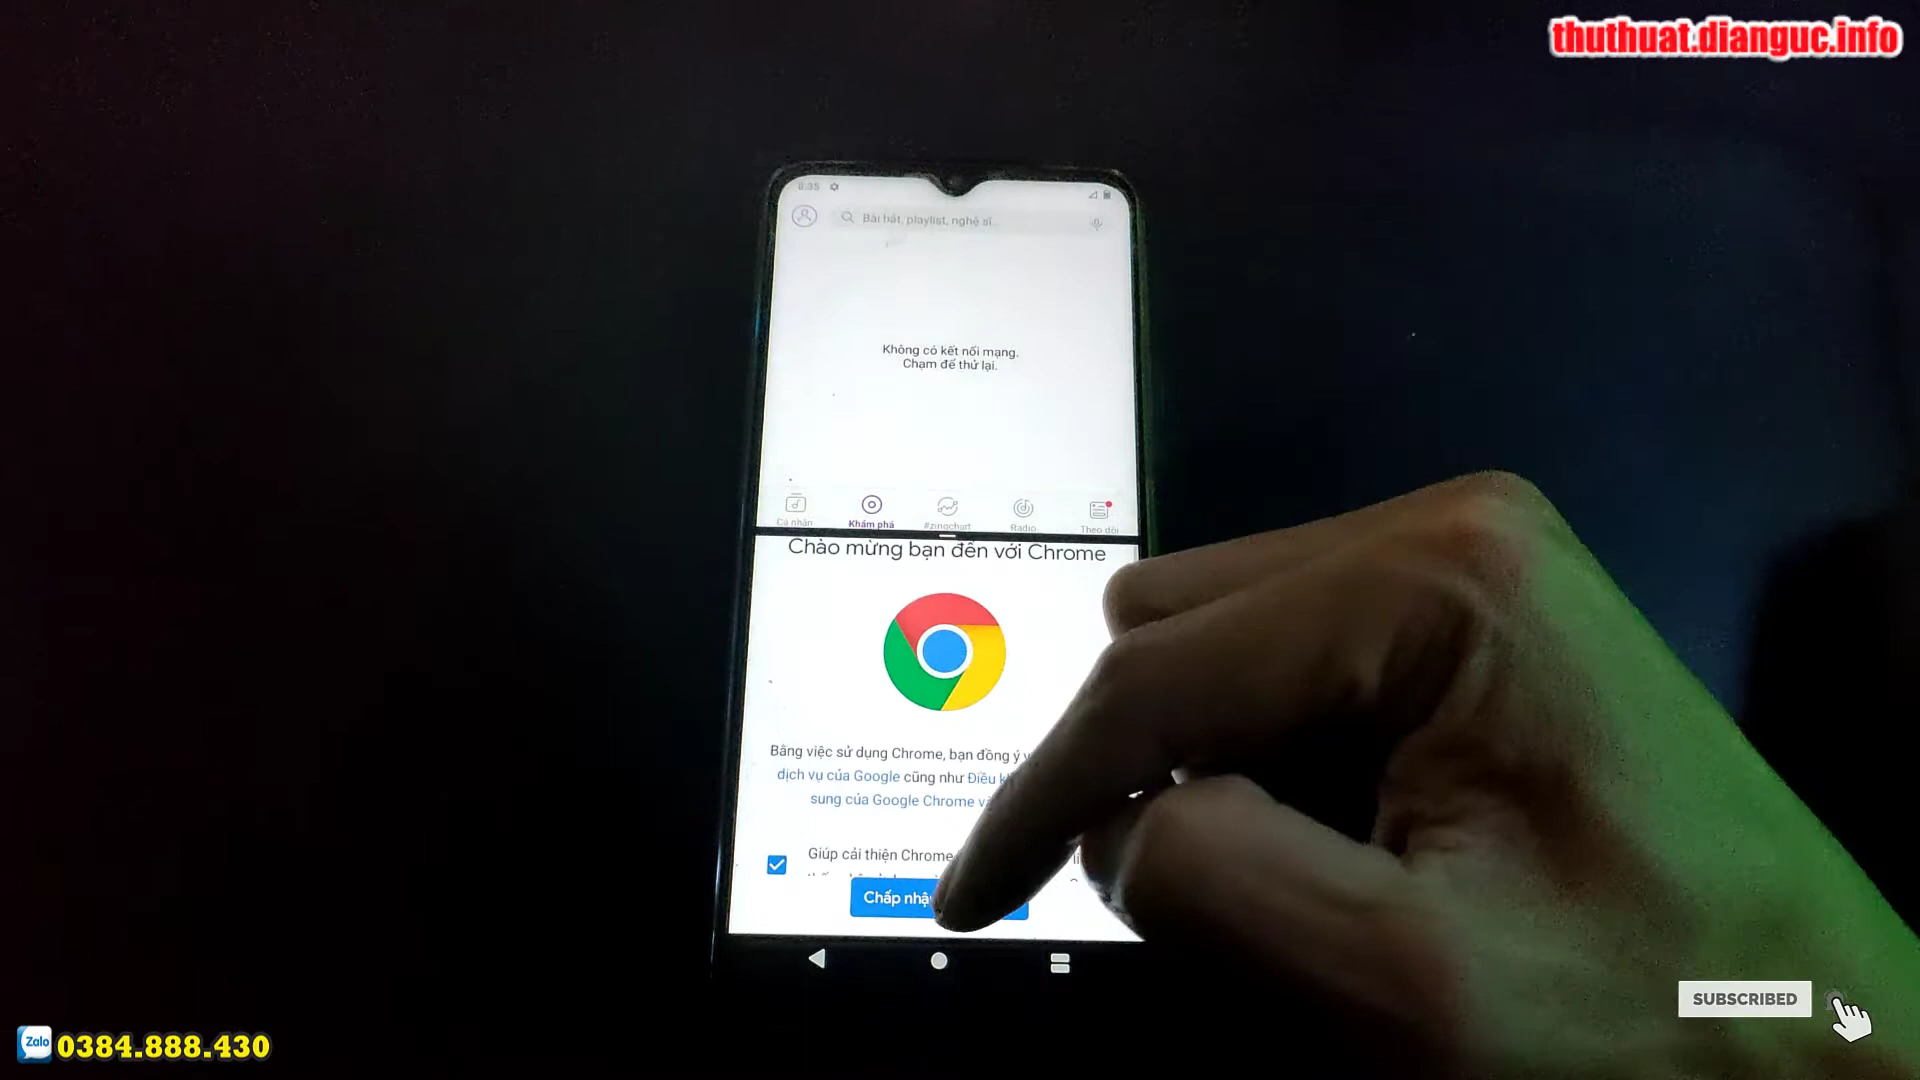 thuthuat.dianguc.info
8:35
Bài hát, playlist, nghệ sĩ...
Không có kết nối mạng.
Chạm để thử lại.
Cá nhân
Khám phá
#zingchart
Radio
Theo dõi
Chào mừng bạn đến với Chrome
Bằng việc sử dụng Chrome, bạn đồng ý
dịch vụ của Google cũng như Điều
sung của Google Chrome
Giúp cải thiện Chrome
Chấp
SUBSCRIBED
Zalo
0384.888.430